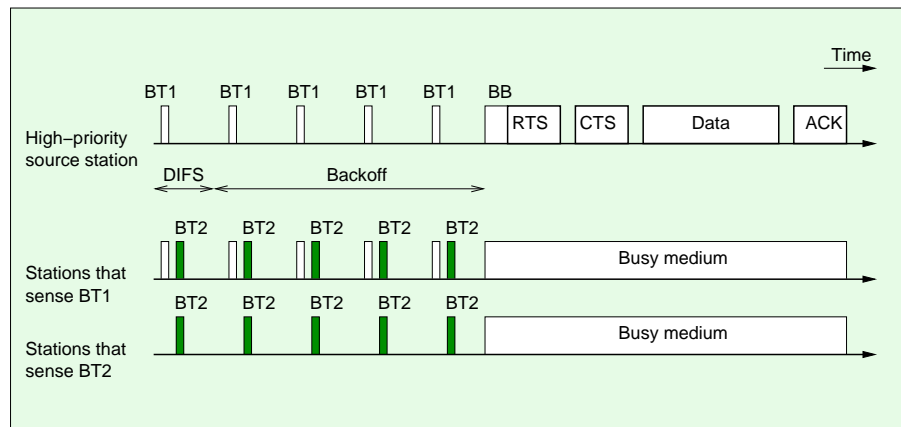 Time
BT1 BT1 BT1 BT1 BT1 BB
RTS CTS Data ACK
High–priority
source station
DIFS Backoff
BT2 BT2 BT2 BT2 BT2
Busy medium
Stations that
sense BT1
BT2 BT2 BT2 BT2 BT2
Busy medium
Stations that
sense BT2